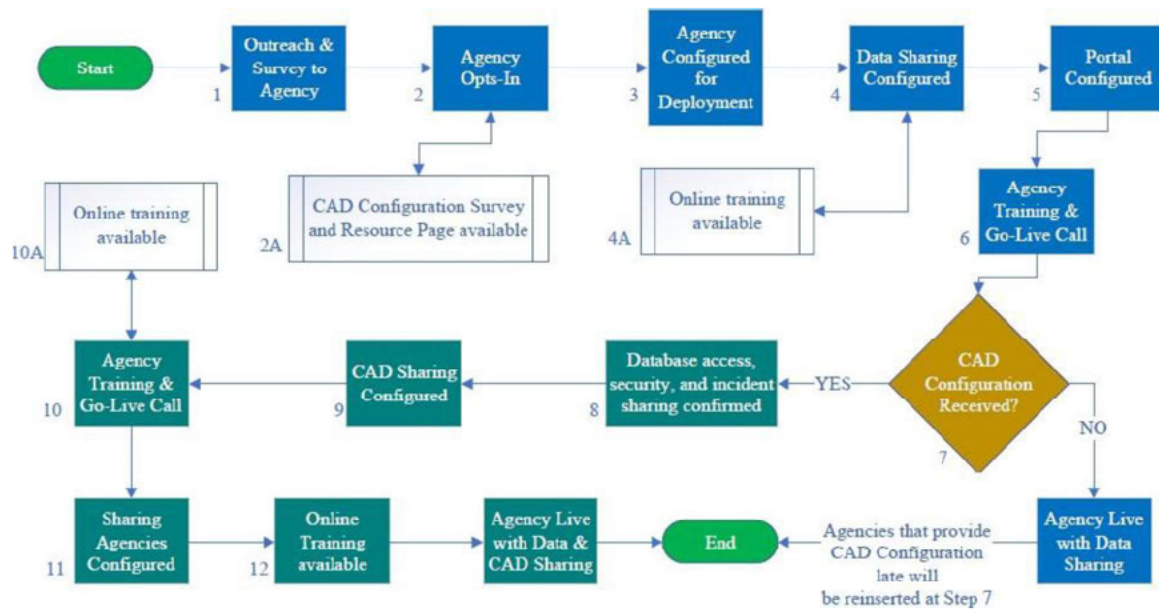 Start
Outreach &
Survey to
Agency
1
Agency
Opts-In
2
Agency
Configured
for
Deployment
3
Data Sharing
Configured
4
Portal
Configured
5
Online training
available
10A
CAD Configuration Survey
and Resource Page available
2A
Online training
available
4A
Agency
Training &
Go-Live Call
6
CAD
Configuration
Received?
7
YES
NO
Database access,
security, and incident
sharing confirmed
8
CAD Sharing
Configured
9
Agency
Training &
Go-Live Call
10
Sharing
Agencies
Configured
11
Online
Training
available
12
Agency Live
with Data &
CAD Sharing
End
Agencies that provide
CAD Configuration
late will
be reinserted at Step 7
Agency Live
with Data
Sharing